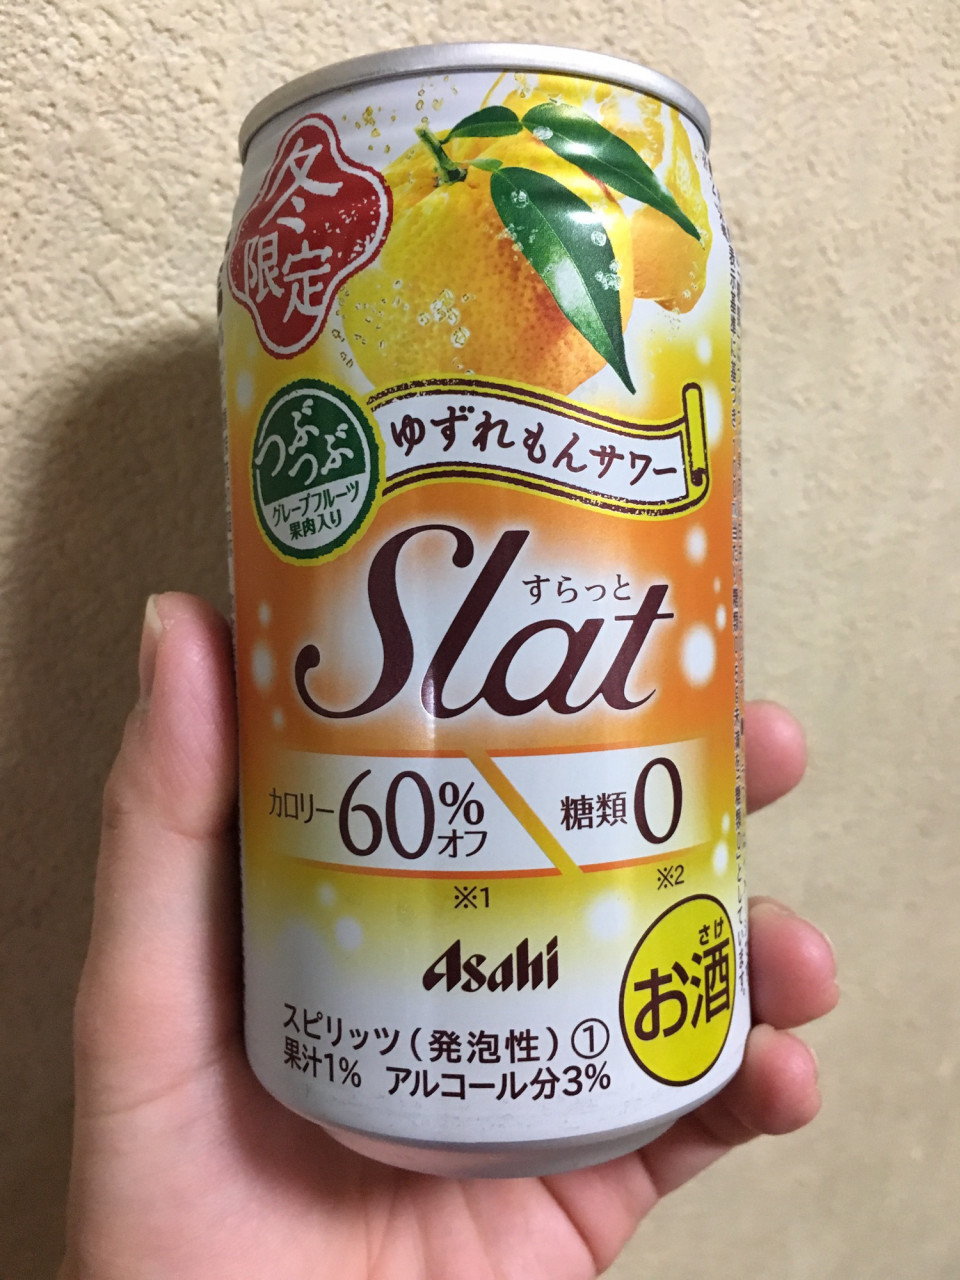 冬
限定
つぶ
つぶ
グレープフルーツ
果肉入り
ゆずれもんサワー
すらっと
Slat
カロリー60%オフ
※1
糖類0
※2
Asahi
さけ
お酒
スピリッツ(発泡性)①
果汁1% アルコール分3%